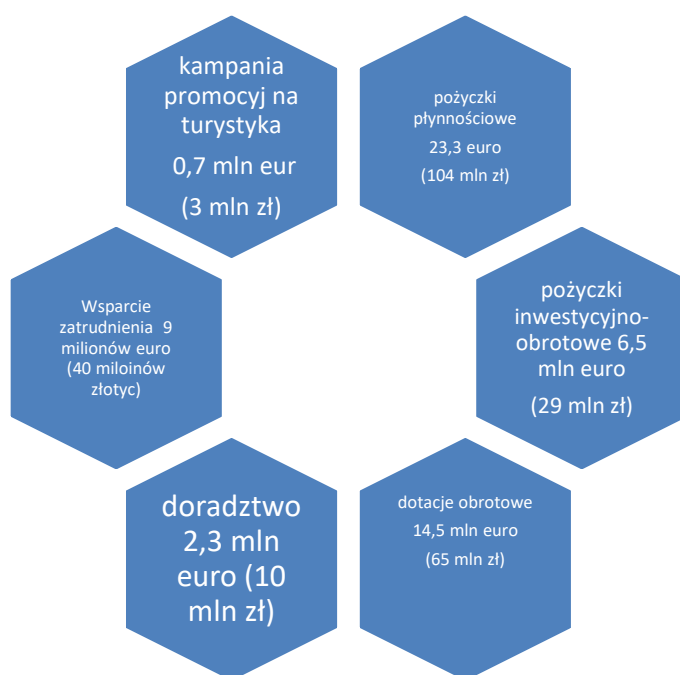 kampania
promocyj na
turystyka
0,7 mln eur
(3 mln zł)
pożyczki
płynnościowe
23,3 euro
(104 mln zł)
pożyczki
inwestycyjno-
obrotowe 6,5
mln euro
(29 mln zł)
dotacje obrotowe
14,5 mln euro
(65 mln zł)
doradztwo
2,3 mln
euro (10
mln zł)
Wsparcie
zatrudnienia 9
milionów euro
(40 miloinów
złotyc)